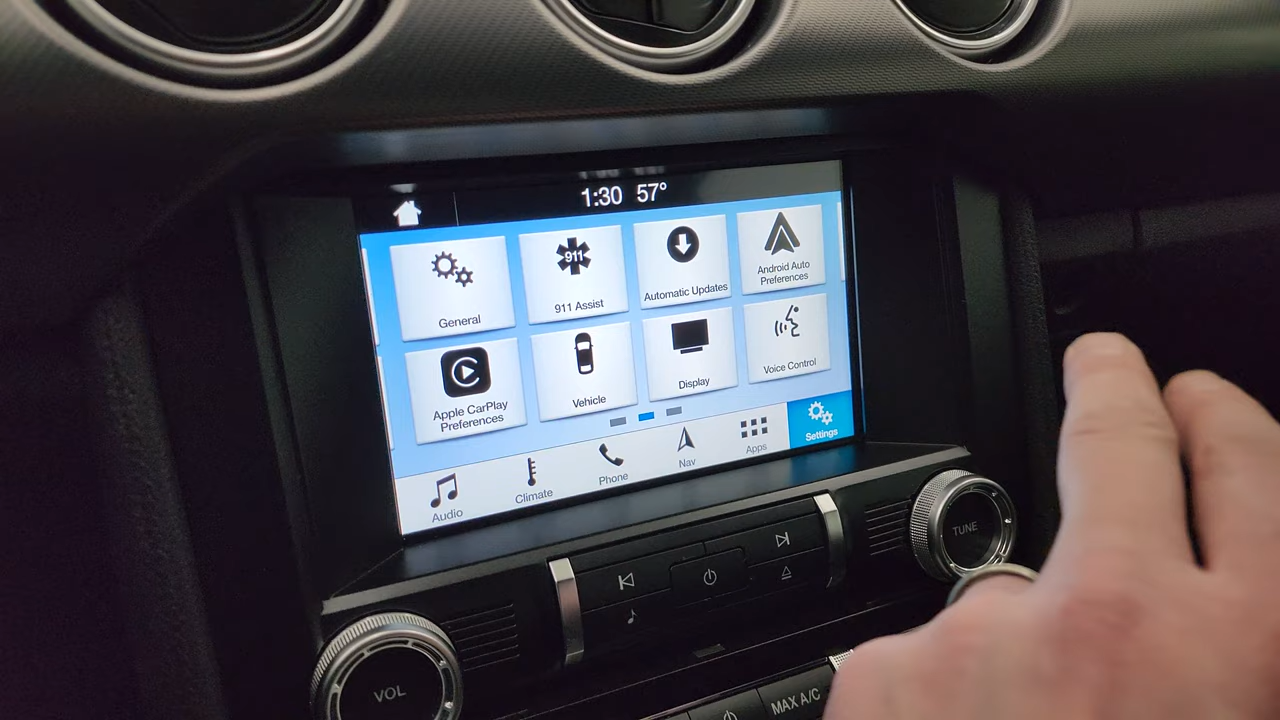 1:30 57°
General
911
911 Assist
Automatic Updates
Android Auto
Preferences
Apple CarPlay
Preferences
Vehicle
Display
Voice Control
Audio
Climate
Phone
Nav
Apps
Settings
TUNE
VOL
MAX A/C